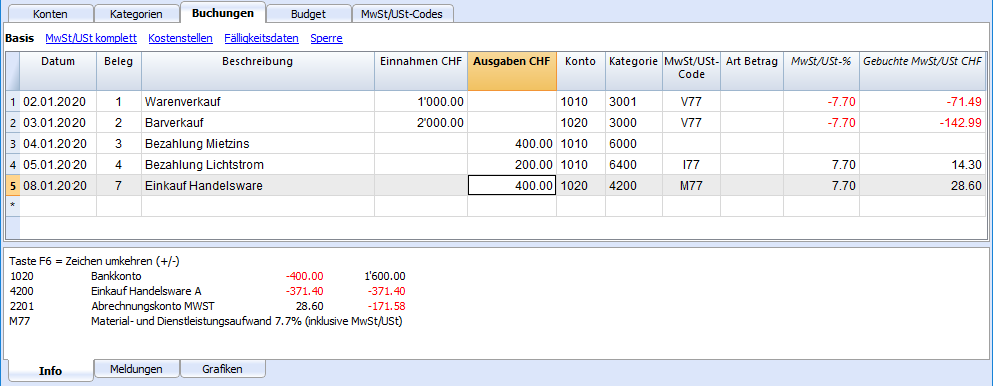 Konten Kategorien Buchungen Budget MwSt/USt-Codes
Basis MwSt/USt komplett Kostenstellen Fälligkeitsdaten Sperre
Datum Beleg Beschreibung Einnahmen CHF Ausgaben CHF Konto Kategorie MwSt/USt-Code Art Betrag MwSt/USt-% Gebuchte MwSt/USt CHF
1 02.01.2020 1 Warenverkauf 1'000.00 1010 3001 V77 -7.70 -71.49
2 03.01.2020 2 Barverkauf 2'000.00 1020 3000 V77 -7.70 -142.99
3 04.01.2020 3 Bezahlung Mietzins 400.00 1010 6000
4 05.01.2020 4 Bezahlung Lichtstrom 200.00 1010 6400 I77 7.70 14.30
5 08.01.2020 7 Einkauf Handelsware 400.00 1020 4200 M77 7.70 28.60
*
Taste F6 = Zeichen umkehren (+/-)
1020 Bankkonto -400.00 1'600.00
4200 Einkauf Handelsware A -371.40 -371.40
2201 Abrechnungskonto MWST 28.60 -171.58
M77 Material- und Dienstleistungsaufwand 7.7% (inklusive MwSt/USt)
Info Meldungen Grafiken